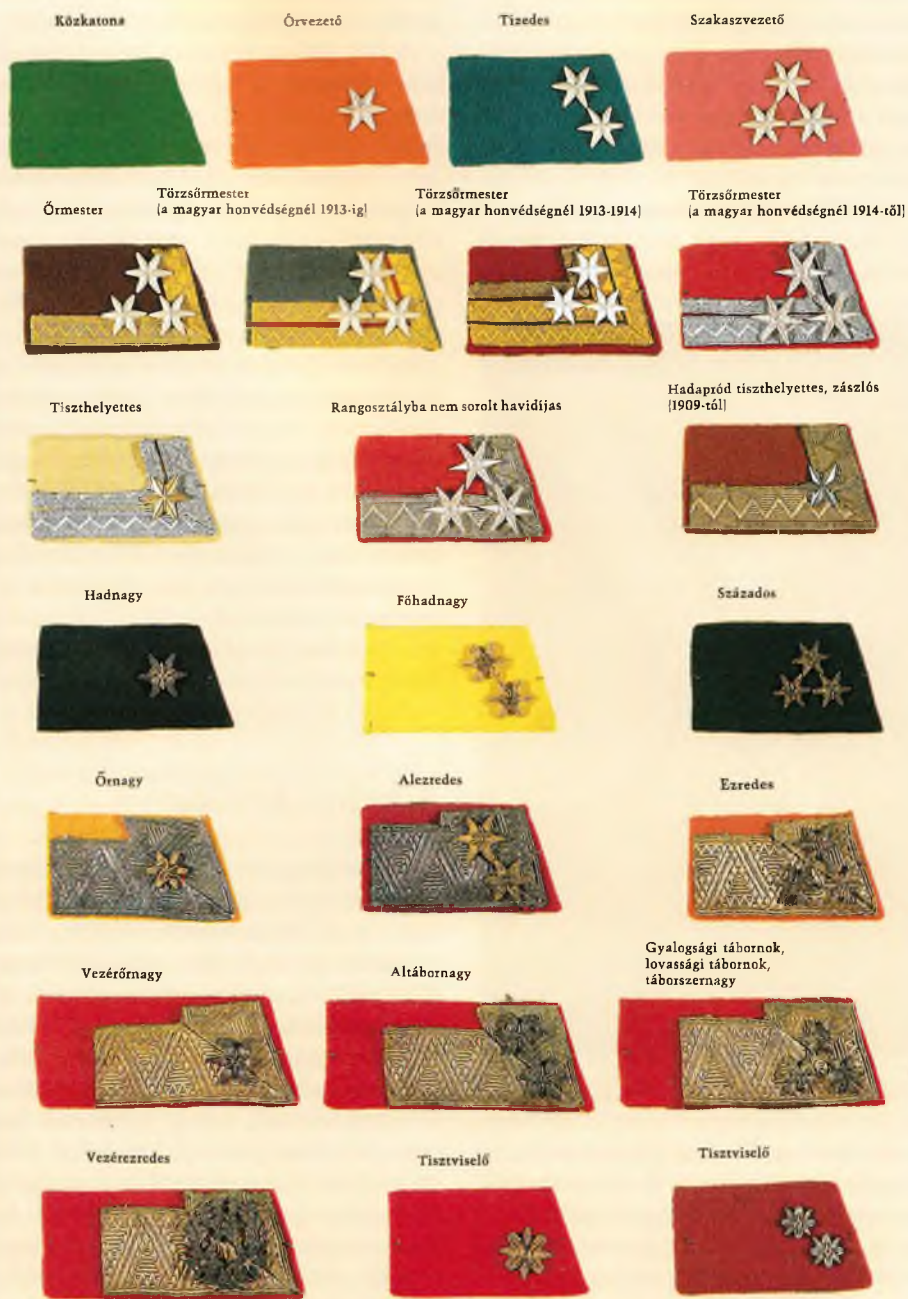 Közkatona
Őrvezető
Tizedes
Szakaszvezető
Őrmester
Törzsőrmester
(a magyar honvédségnél 1913-ig)
Törzsőrmester
(a magyar honvédségnél 1913-1914)
Törzsőrmester
(a magyar honvédségnél 1914-től)
Tiszthelyettes
Rangosztályba nem sorolt havidíjas
Hadapród tiszthelyettes, zászlós
(1909-tól)
Hadnagy
Főhadnagy
Százados
Őrnagy
Alezredes
Ezredes
Vezérőrnagy
Altábornagy
Gyalogsági tábornok,
lovassági tábornok,
táborszernagy
Vezérezredes
Tisztviselő
Tisztviselő